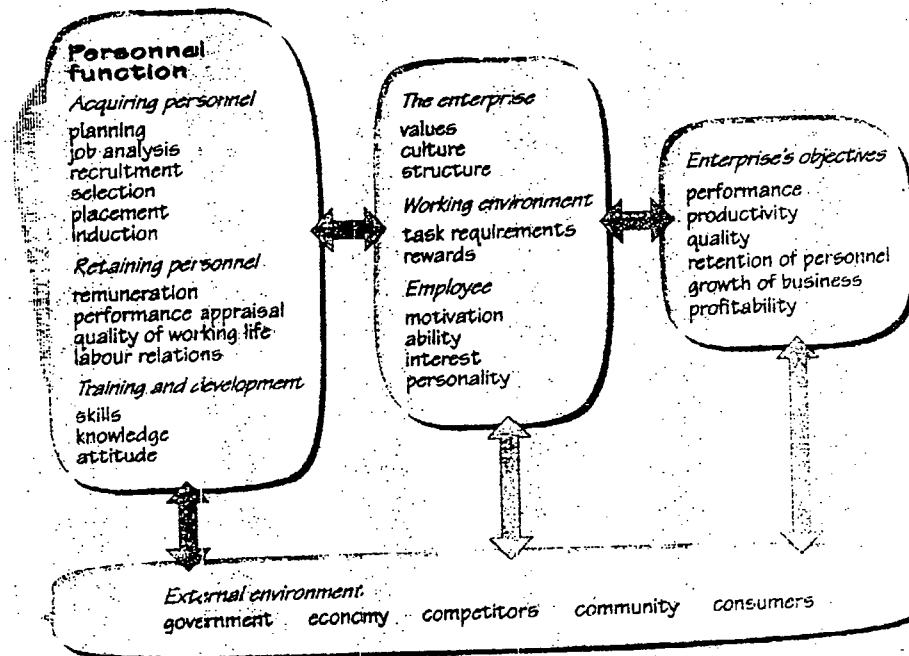 Personnel
function
Acquiring personnel
planning
job analysis
recruitment
selection
placement
induction
Retaining personnel
remuneration
performance appraisal
quality of working life
labour relations
Training and development
skills
knowledge
attitude
The enterprise
values
culture
structure
Working environment
task requirements
rewards
Employee
motivation
ability
interest
personality
Enterprise's objectives
performance
productivity
quality
retention of personnel
growth of business
profitability
External environment
government economy competitors community consumers